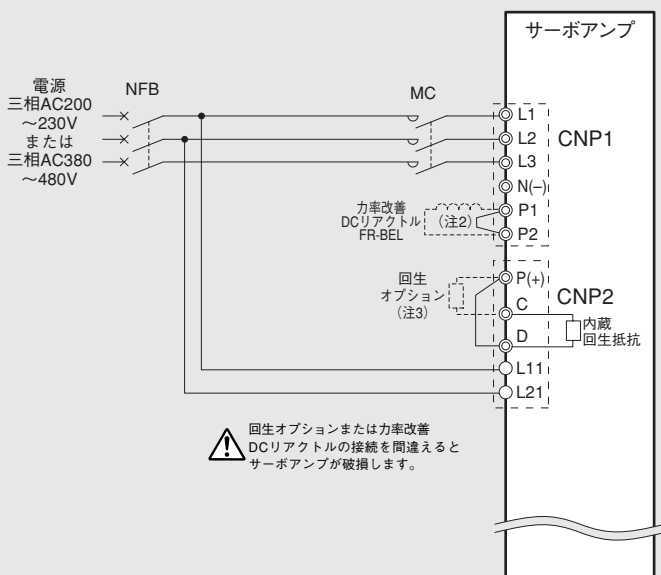 サーボアンプ
電源
三相AC200
～230V
または
三相AC380
～480V
NFB
MC
L1
L2
L3
N(−)
P1
P2
CNP1
力率改善
DCリアクトル
FR-BEL
（注2）
P(+)
C
D
L11
L21
CNP2
回生
オプション
（注3）
内蔵
回生抵抗
回生オプションまたは力率改善
DCリアクトルの接続を間違えると
サーボアンプが破損します。